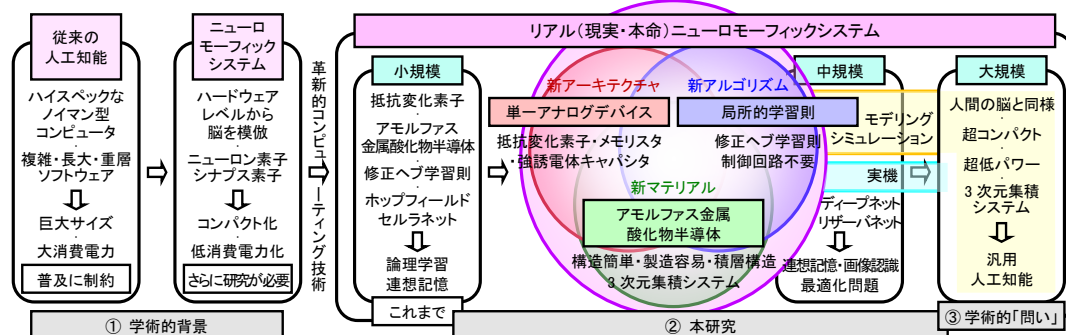 従来の
人工知能
ハイスペックな
ノイマン型
コンピュータ
・
複雑・長大・重層
ソフトウェア
巨大サイズ
・
大消費電力
普及に制約
ニューロ
モーフィック
システム
ハードウェア
レベルから
脳を模倣
・
ニューロン素子
シナプス素子
コンパクト化
・
低消費電力化
さらに研究が必要
① 学術的背景
革新的コンピューティング技術
リアル(現実・本命)ニューロモーフィックシステム
小規模
抵抗変化素子
・
アモルファス
金属酸化物半導体
・
修正ヘブ学習則
・
ホップフィールド
セルラネット
論理学習
連想記憶
これまで
新アーキテクチャ
単一アナログデバイス
抵抗変化素子・メモリスタ
・強誘電体キャパシタ
新アルゴリズム
局所的学習則
修正ヘブ学習則
制御回路不要
新マテリアル
アモルファス金属
酸化物半導体
構造簡単・製造容易・積層構造
3 次元集積システム
中規模
モデリング
シミュレーション
実機
ディープネット
リザーバネット
連想記憶・画像認識
最適化問題
② 本研究
大規模
人間の脳と同様
・
超コンパクト
・
超低パワー
・
3 次元集積
システム
汎用
人工知能
③ 学術的「問い」